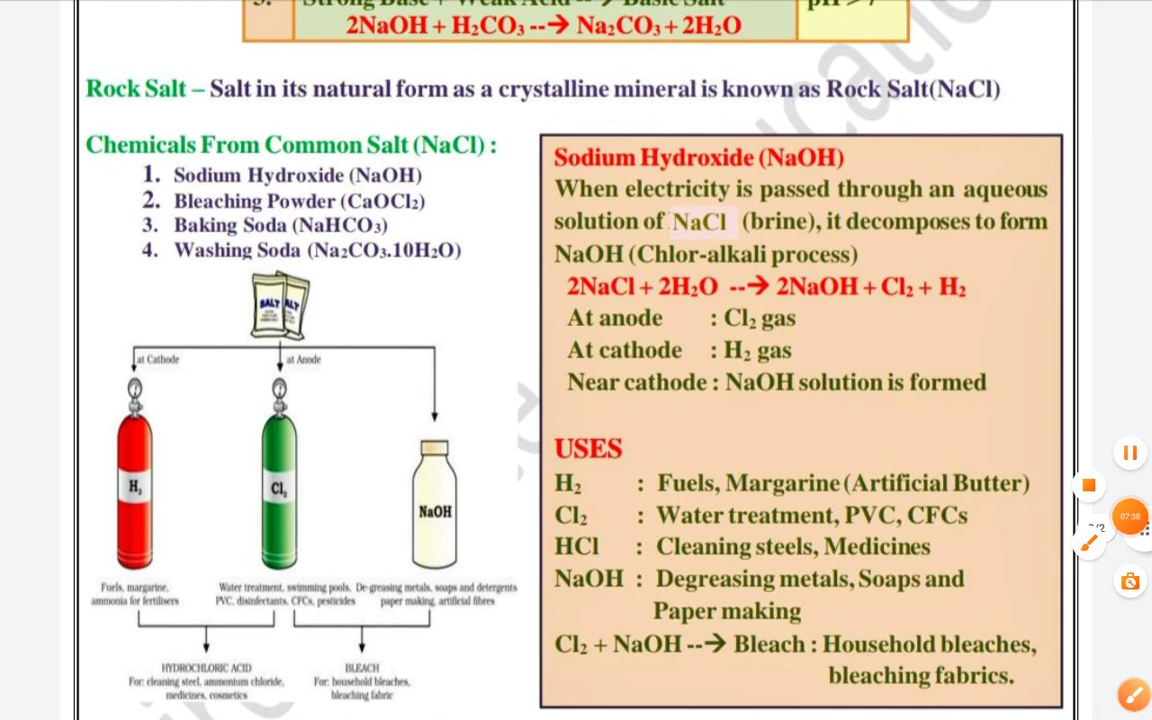 2NaOH + H₂CO₃ --→ Na₂CO₃ + 2H₂O
Rock Salt – Salt in its natural form as a crystalline mineral is known as Rock Salt(NaCl)
Chemicals From Common Salt (NaCl) :
1. Sodium Hydroxide (NaOH)
2. Bleaching Powder (CaOCl₂)
3. Baking Soda (NaHCO₃)
4. Washing Soda (Na₂CO₃.10H₂O)
SALT
at Cathode
at Anode
H₂
Cl₂
NaOH
Fuels, margarine,
ammonia for fertilisers
Water treatment, swimming pools,
PVC, disinfectants, CFCs, pesticides
De-greasing metals, soaps and detergents
paper making, artificial fibres
HYDROCHLORIC ACID
For: cleaning steel, ammonium chloride,
medicines, cosmetics
BLEACH
For: household bleaches,
bleaching fabric
Sodium Hydroxide (NaOH)
When electricity is passed through an aqueous
solution of NaCl (brine), it decomposes to form
NaOH (Chlor-alkali process)
2NaCl + 2H₂O --→ 2NaOH + Cl₂ + H₂
At anode : Cl₂ gas
At cathode : H₂ gas
Near cathode : NaOH solution is formed
USES
H₂ : Fuels, Margarine (Artificial Butter)
Cl₂ : Water treatment, PVC, CFCs
HCl : Cleaning steels, Medicines
NaOH : Degreasing metals, Soaps and
Paper making
Cl₂ + NaOH --→ Bleach : Household bleaches,
bleaching fabrics.
07:38